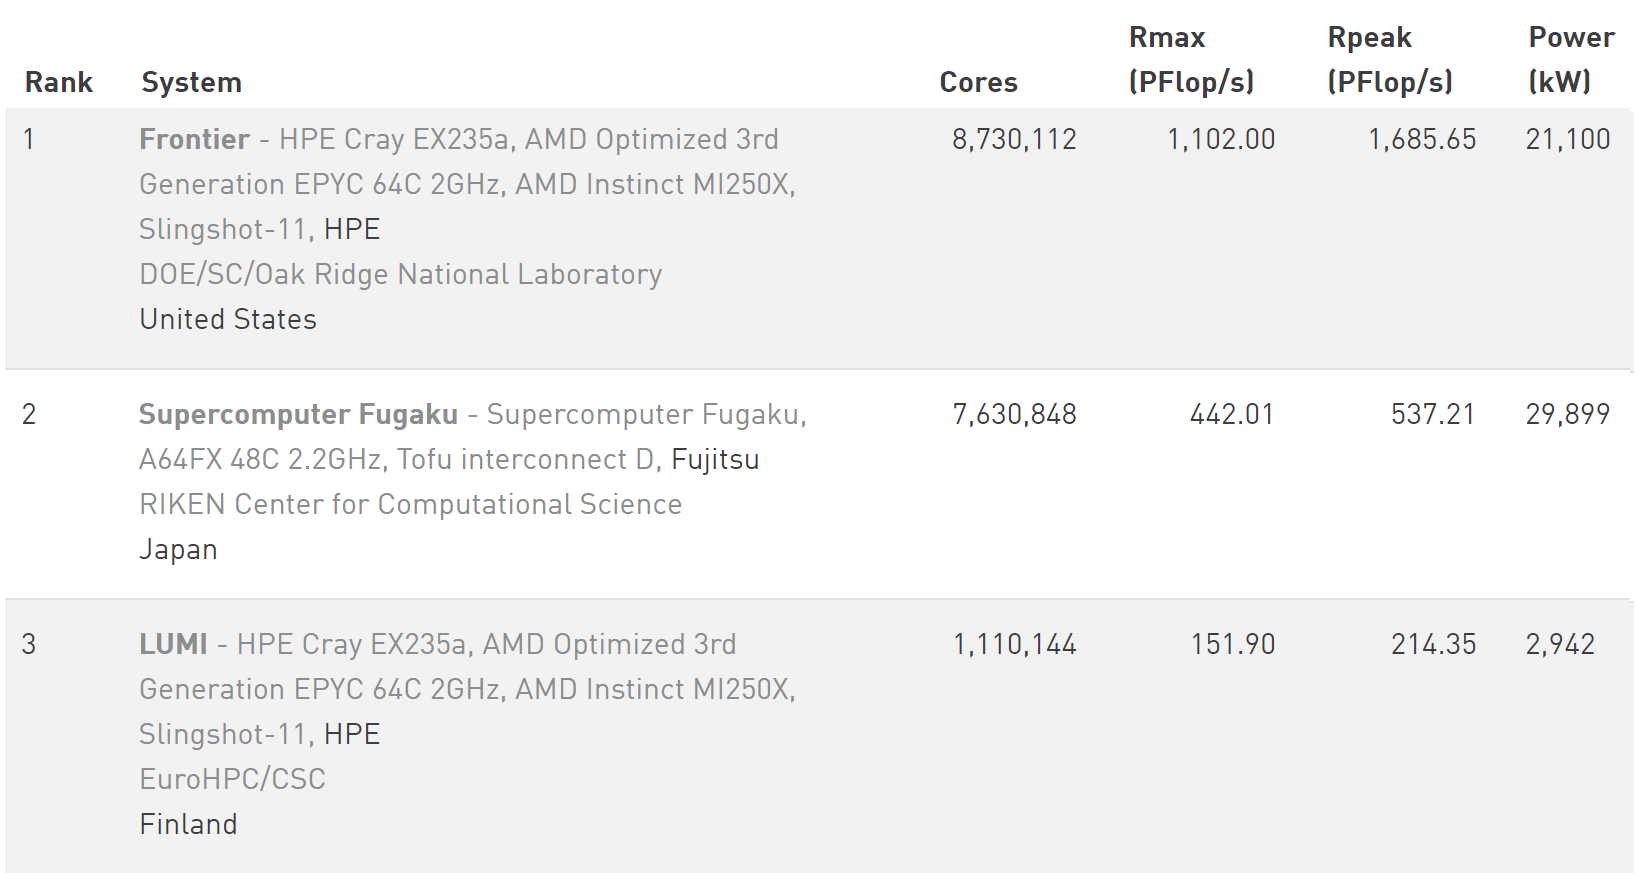 Rank System Cores Rmax (PFlop/s) Rpeak (PFlop/s) Power (kW)
1 Frontier - HPE Cray EX235a, AMD Optimized 3rd 8,730,112 1,102.00 1,685.65 21,100
Generation EPYC 64C 2GHz, AMD Instinct MI250X,
Slingshot-11, HPE
DOE/SC/Oak Ridge National Laboratory
United States
2 Supercomputer Fugaku - Supercomputer Fugaku, 7,630,848 442.01 537.21 29,899
A64FX 48C 2.2GHz, Tofu interconnect D, Fujitsu
RIKEN Center for Computational Science
Japan
3 LUMI - HPE Cray EX235a, AMD Optimized 3rd 1,110,144 151.90 214.35 2,942
Generation EPYC 64C 2GHz, AMD Instinct MI250X,
Slingshot-11, HPE
EuroHPC/CSC
Finland